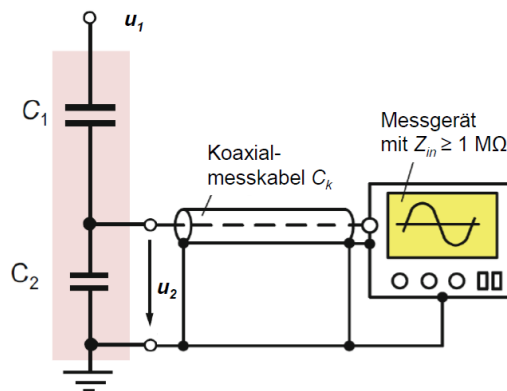 u₁
C₁
Koaxial-
messkabel Cₖ
Messgerät
mit Zᵢₙ ≥ 1 MΩ
C₂
u₂